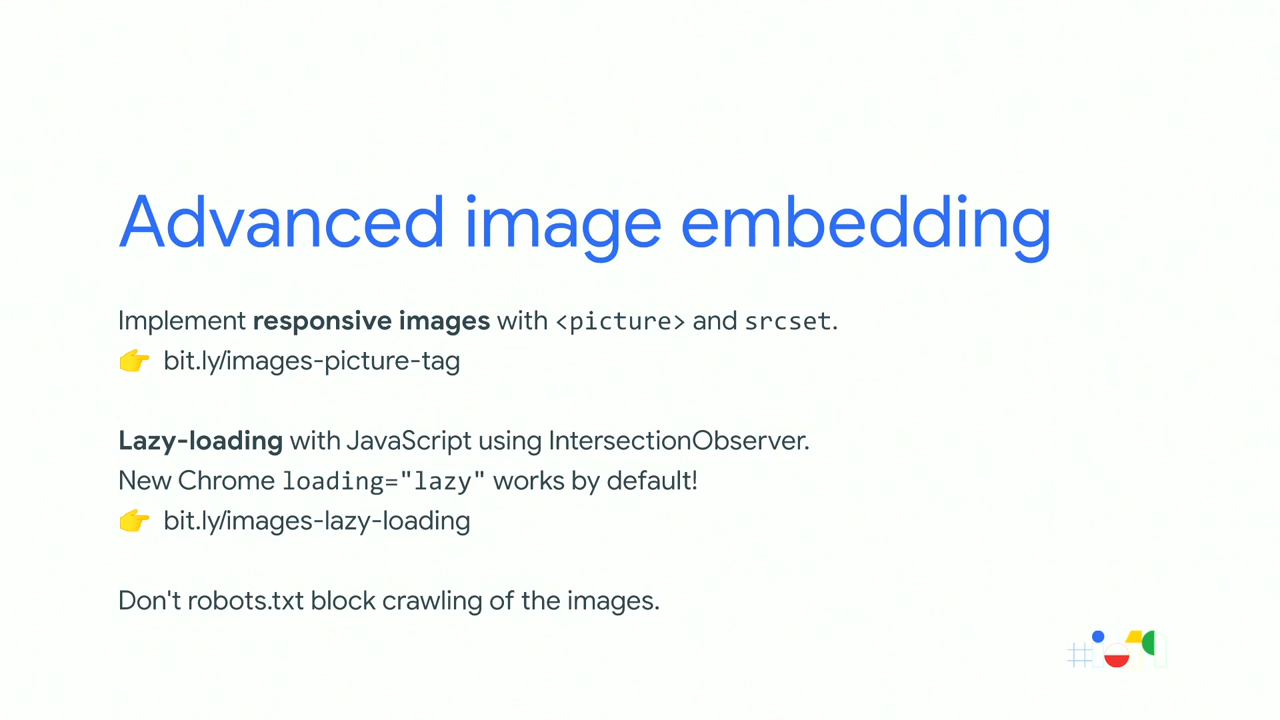 Advanced image embedding
Implement responsive images with <picture> and srcset.
👉 bit.ly/images-picture-tag
Lazy-loading with JavaScript using IntersectionObserver.
New Chrome loading="lazy" works by default!
👉 bit.ly/images-lazy-loading
Don't robots.txt block crawling of the images.